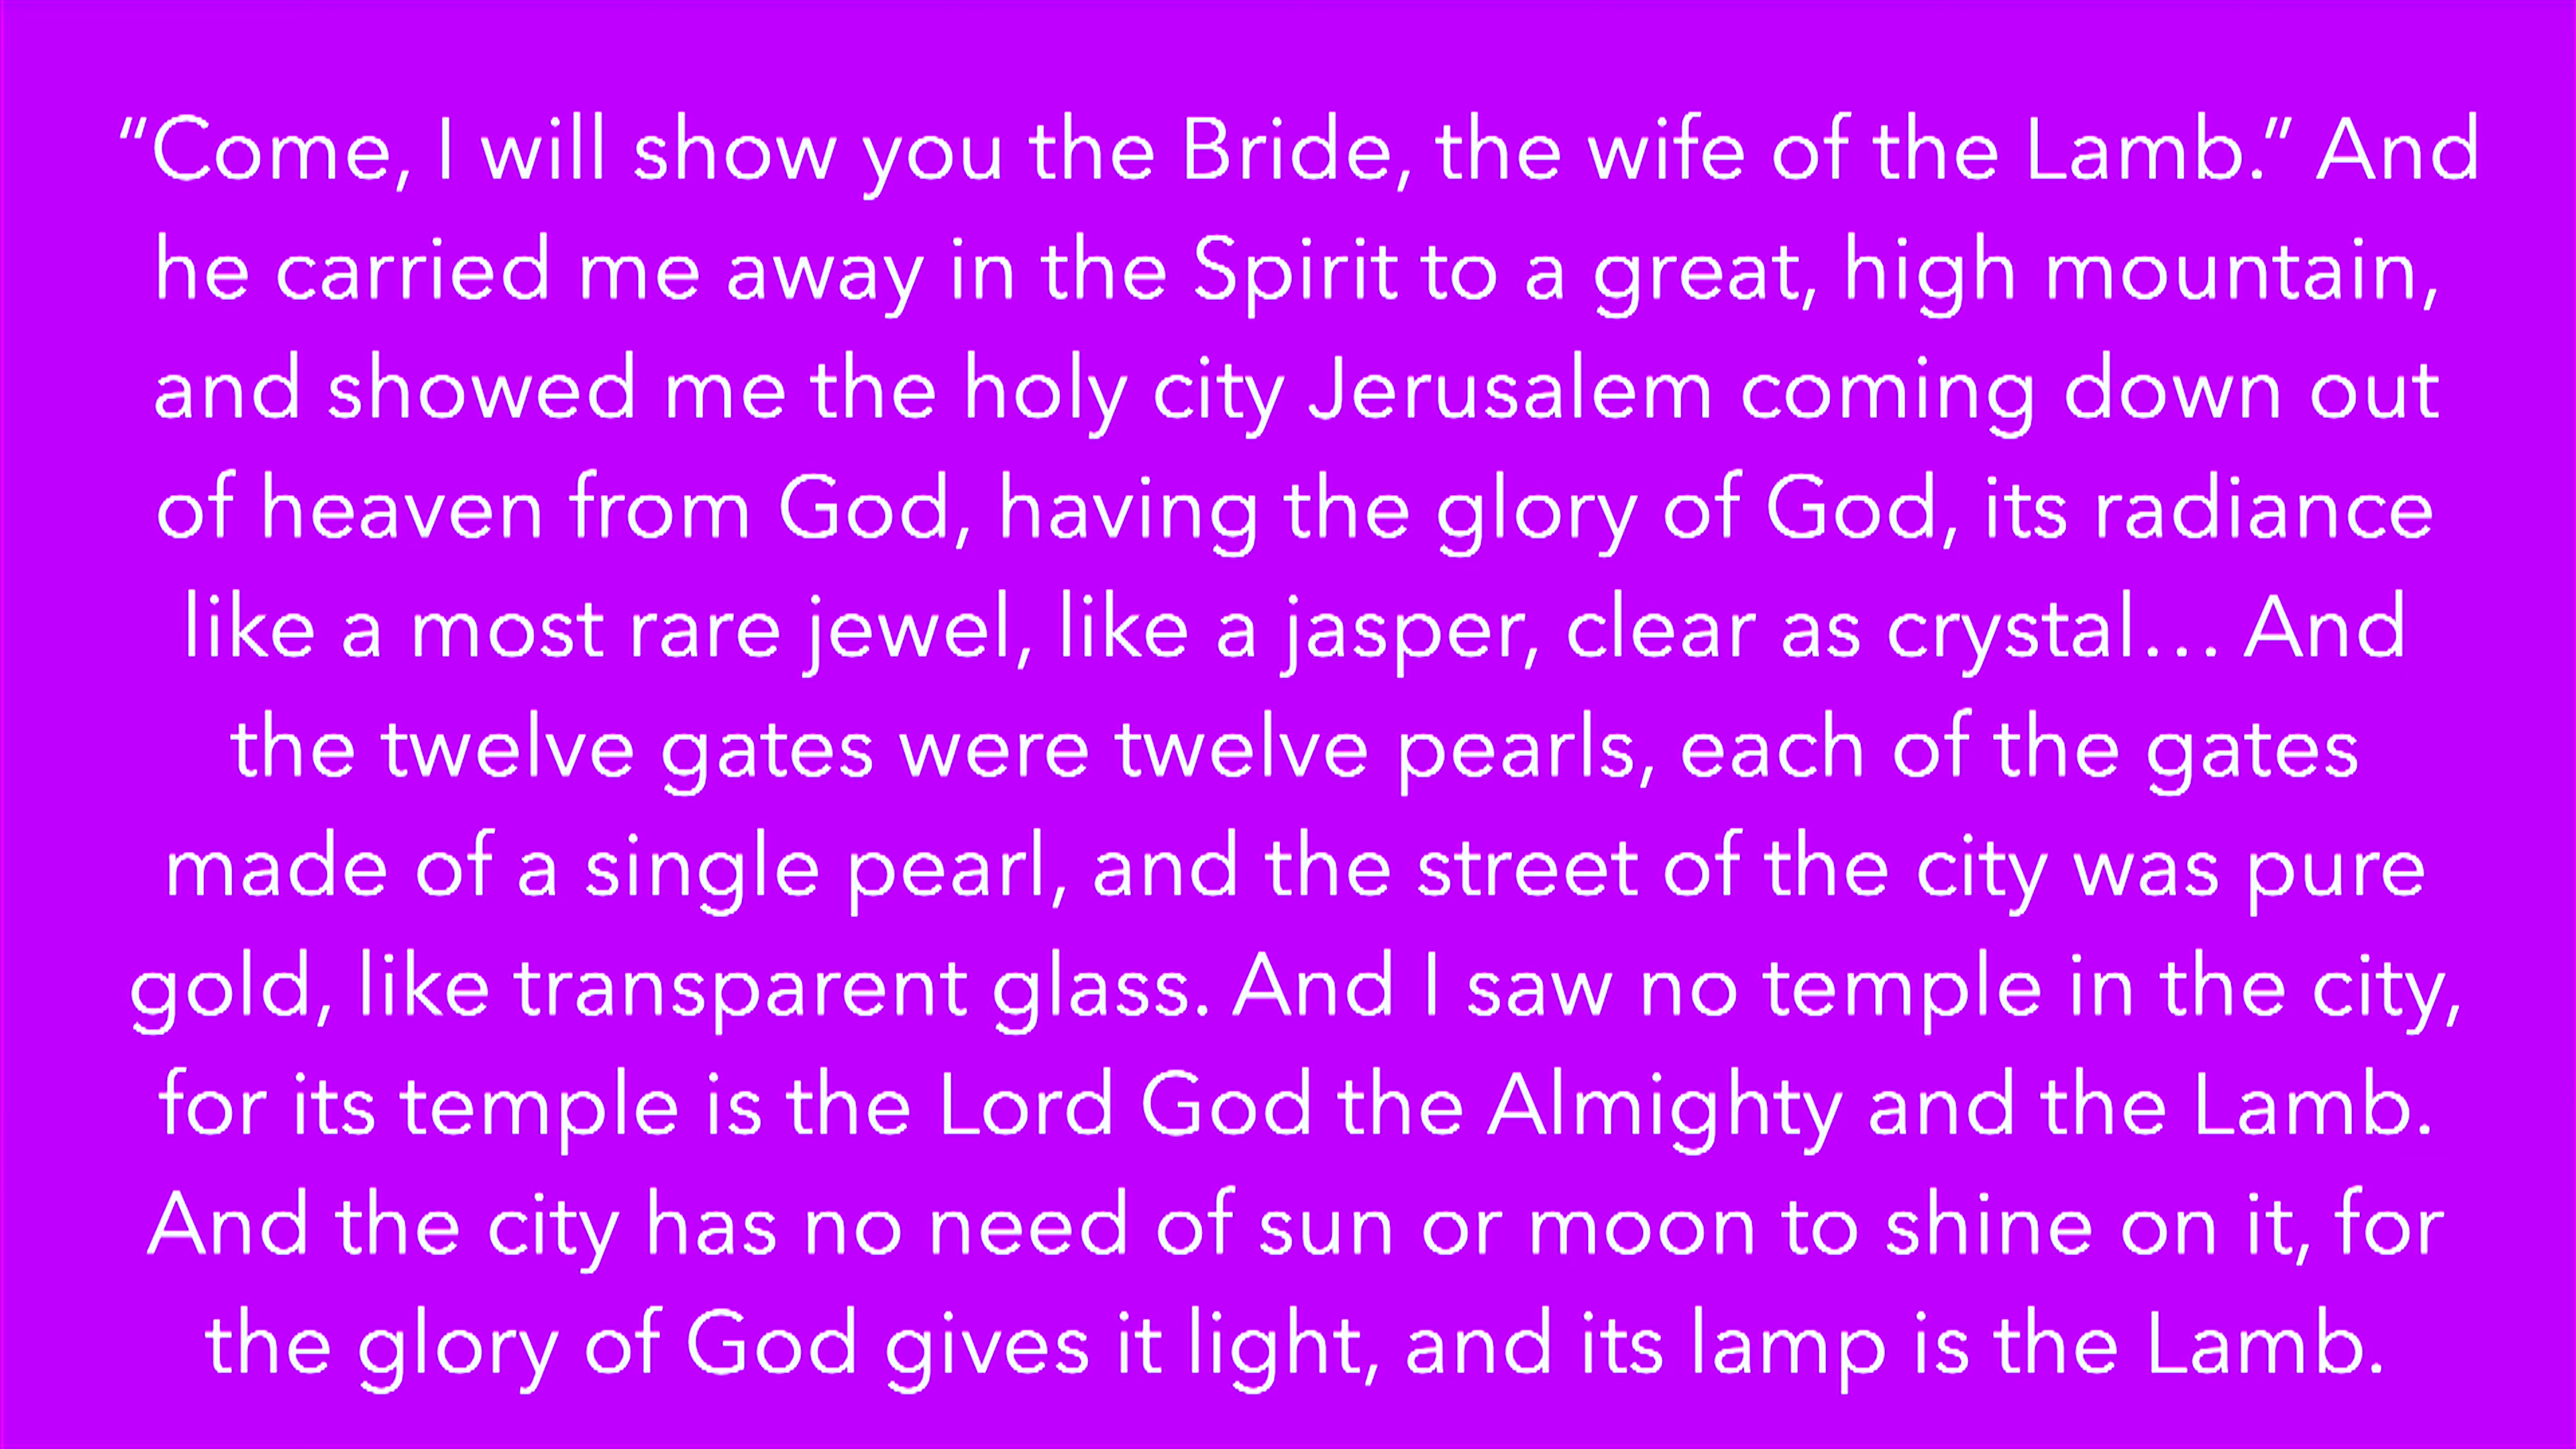 “Come, I will show you the Bride, the wife of the Lamb.” And
he carried me away in the Spirit to a great, high mountain,
and showed me the holy city Jerusalem coming down out
of heaven from God, having the glory of God, its radiance
like a most rare jewel, like a jasper, clear as crystal… And
the twelve gates were twelve pearls, each of the gates
made of a single pearl, and the street of the city was pure
gold, like transparent glass. And I saw no temple in the city,
for its temple is the Lord God the Almighty and the Lamb.
And the city has no need of sun or moon to shine on it, for
the glory of God gives it light, and its lamp is the Lamb.